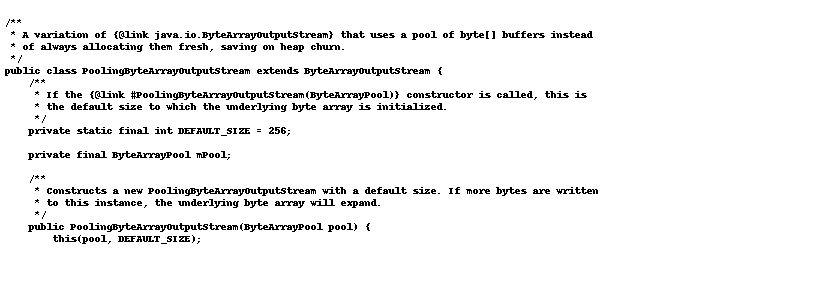 /**
 * A variation of {@link java.io.ByteArrayOutputStream} that uses a pool of byte[] buffers instead
 * of always allocating them fresh, saving on heap churn.
 */
public class PoolingByteArrayOutputStream extends ByteArrayOutputStream {
    /**
     * If the {@link #PoolingByteArrayOutputStream(ByteArrayPool)} constructor is called, this is
     * the default size to which the underlying byte array is initialized.
     */
    private static final int DEFAULT_SIZE = 256;
    private final ByteArrayPool mPool;
    /**
     * Constructs a new PoolingByteArrayOutputStream with a default size. If more bytes are written
     * to this instance, the underlying byte array will expand.
     */
    public PoolingByteArrayOutputStream(ByteArrayPool pool) {
        this(pool, DEFAULT_SIZE);